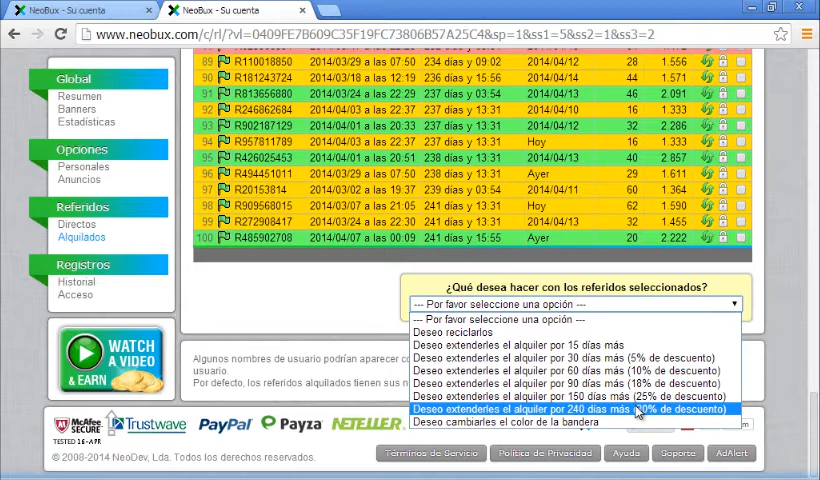 NeoBux - Su cuenta
NeoBux - Su cuenta
www.neobux.com/c/rl/?vl=0409FE7B609C35F19FC73806B57A25C4&sp=1&ss1=5&ss2=1&ss3=2
Global
Resumen
Banners
Estadísticas
Opciones
Personales
Anuncios
Referidos
Directos
Alquilados
Registros
Historial
Acceso
WATCH
A VIDEO
& EARN
89 R110018850 2014/03/29 a las 07:50 234 días y 09:02 2014/04/12 28 1.556
90 R181243724 2014/03/18 a las 12:19 236 días y 15:56 2014/04/14 44 1.571
91 R813656880 2014/03/24 a las 22:29 237 días y 03:54 2014/04/13 46 2.091
92 R246862684 2014/04/03 a las 07:07 237 días y 13:31 2014/04/10 16 1.333
93 R902187129 2014/04/01 a las 20:33 237 días y 13:31 2014/04/12 32 2.286
94 R957811789 2014/04/03 a las 23:47 237 días y 13:31 Hoy 16 1.333
95 R426025453 2014/04/01 a las 20:51 238 días y 13:31 2014/04/13 40 2.857
96 R494451011 2014/03/29 a las 07:50 238 días y 13:31 Ayer 29 1.611
97 R20153814 2014/03/02 a las 19:37 239 días y 03:54 2014/04/11 60 1.364
98 R909568015 2014/03/07 a las 21:05 241 días y 13:31 Hoy 62 1.590
99 R272908417 2014/03/24 a las 22:30 241 días y 13:31 2014/04/13 32 1.455
100 R485902708 2014/04/07 a las 00:09 241 días y 15:55 Ayer 20 2.222
¿Qué desea hacer con los referidos seleccionados?
--- Por favor seleccione una opción ---
--- Por favor seleccione una opción ---
Deseo reciclarlos
Deseo extenderles el alquiler por 15 días más
Deseo extenderles el alquiler por 30 días más (5% de descuento)
Deseo extenderles el alquiler por 60 días más (10% de descuento)
Deseo extenderles el alquiler por 90 días más (18% de descuento)
Deseo extenderles el alquiler por 150 días más (25% de descuento)
Deseo extenderles el alquiler por 240 días más de descuento)
Deseo cambiarles el color de la bandera
Algunos nombres de usuario podrían aparecer co
usuario.
Por defecto, los referidos alquilados tienen sus n
McAfee
SECURE
TESTED 16-APR
Trustwave
PayPal
Payza
NETELLER
© 2008-2014 NeoDev, Lda. Todos los derechos reservados.
Términos de Servicio
Política de Privacidad
Ayuda
Soporte
AdAlert